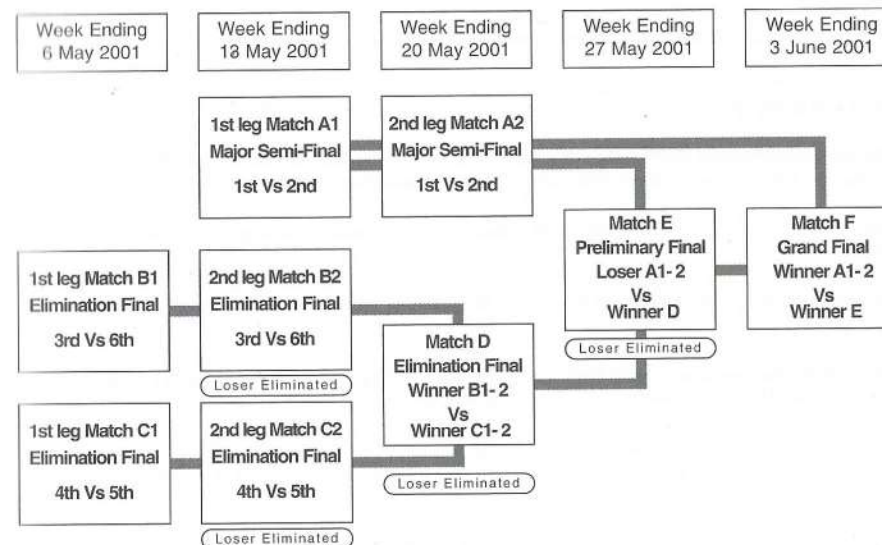 Week Ending
6 May 2001
Week Ending
13 May 2001
Week Ending
20 May 2001
Week Ending
27 May 2001
Week Ending
3 June 2001
1st leg Match A1
Major Semi-Final
1st Vs 2nd
2nd leg Match A2
Major Semi-Final
1st Vs 2nd
Match E
Preliminary Final
Loser A1-2
Vs
Winner D
Loser Eliminated
Match F
Grand Final
Winner A1-2
Vs
Winner E
1st leg Match B1
Elimination Final
3rd Vs 6th
2nd leg Match B2
Elimination Final
3rd Vs 6th
Loser Eliminated
Match D
Elimination Final
Winner B1-2
Vs
Winner C1-2
Loser Eliminated
1st leg Match C1
Elimination Final
4th Vs 5th
2nd leg Match C2
Elimination Final
4th Vs 5th
Loser Eliminated